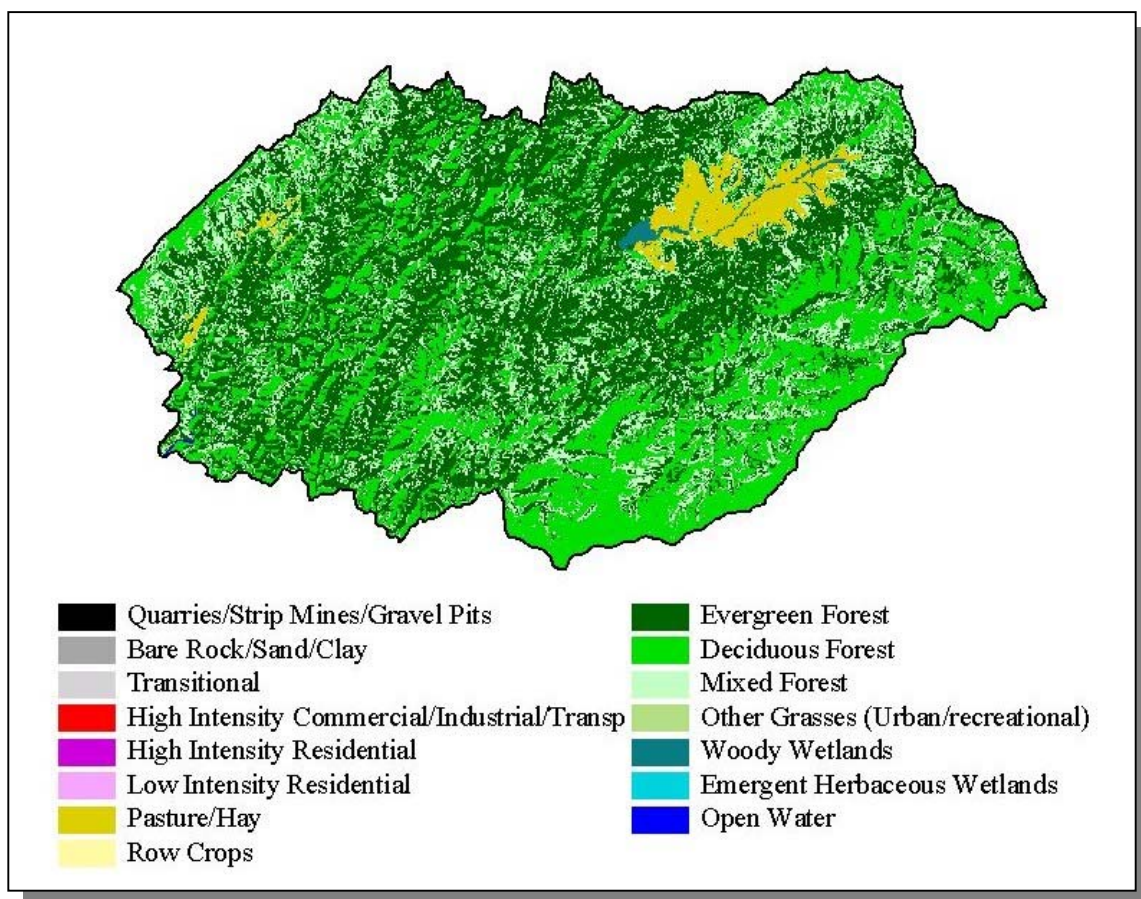 Quarries/Strip Mines/Gravel Pits
Bare Rock/Sand/Clay
Transitional
High Intensity Commercial/Industrial/Transp
High Intensity Residential
Low Intensity Residential
Pasture/Hay
Row Crops
Evergreen Forest
Deciduous Forest
Mixed Forest
Other Grasses (Urban/recreational)
Woody Wetlands
Emergent Herbaceous Wetlands
Open Water